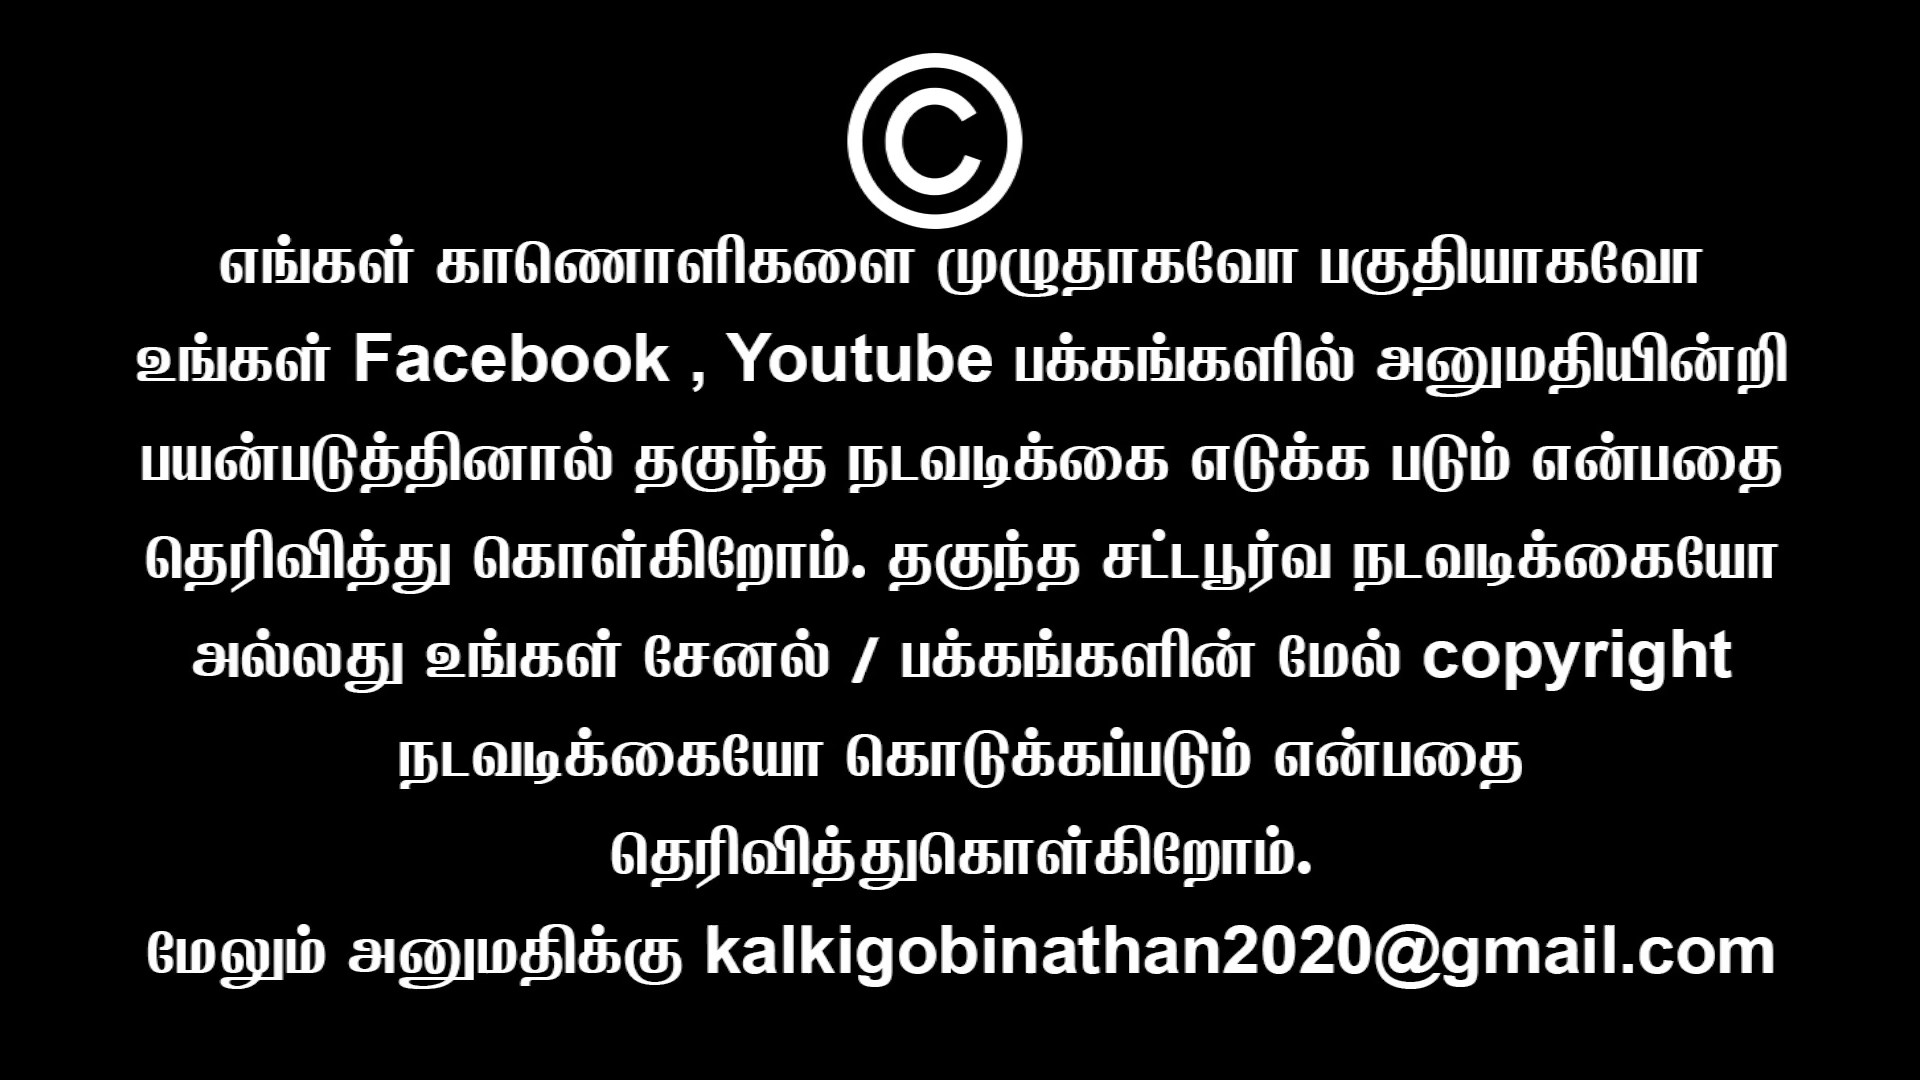 ©
எங்கள் காணொளிகளை முழுதாகவோ பகுதியாகவோ
உங்கள் Facebook , Youtube பக்கங்களில் அனுமதியின்றி
பயன்படுத்தினால் தகுந்த நடவடிக்கை எடுக்க படும் என்பதை
தெரிவித்து கொள்கிறோம். தகுந்த சட்டபூர்வ நடவடிக்கையோ
அல்லது உங்கள் சேனல் / பக்கங்களின் மேல் copyright
நடவடிக்கையோ கொடுக்கப்படும் என்பதை
தெரிவித்துகொள்கிறோம்.
மேலும் அனுமதிக்கு kalkigobinathan2020@gmail.com